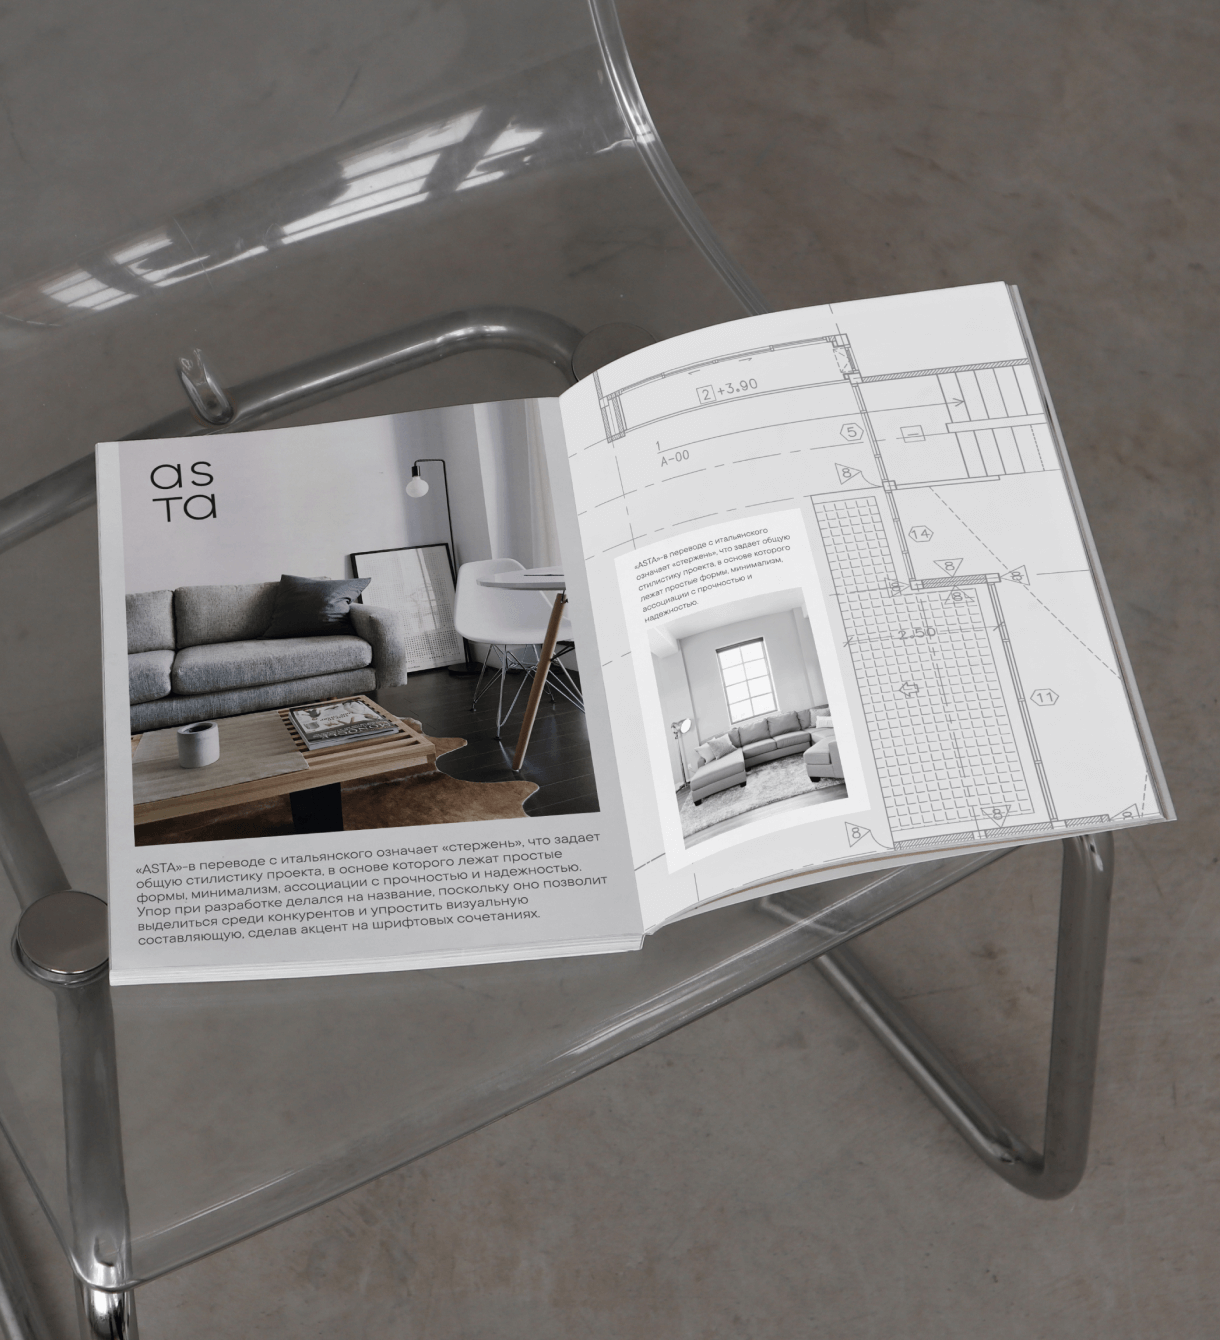 as
та
«ASTA»-в переводе с итальянского означает «стержень», что задает
общую стилистику проекта, в основе которого лежат простые
формы, минимализм, ассоциации с прочностью и надежностью.
Упор при разработке делался на название, поскольку оно позволит
выделиться среди конкурентов и упростить визуальную
составляющую, сделав акцент на шрифтовых сочетаниях.
2 +3.90
1
A-00
5
8
14
8
8
8
8
2.50
11
8
8
8
«ASTA»-в переводе с итальянского
означает «стержень», что задает общую
стилистику проекта, в основе которого
лежат простые формы, минимализм,
ассоциации с прочностью и
надежностью.